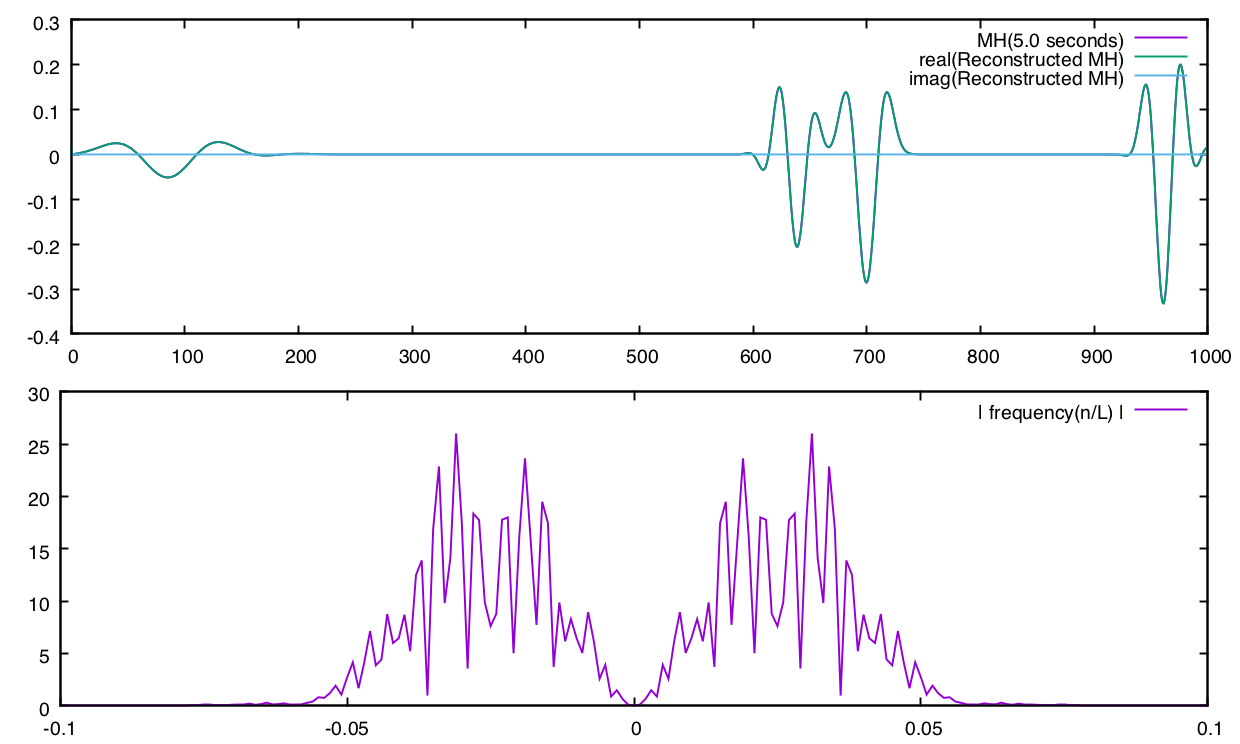 0.3
0.2
0.1
0
-0.1
-0.2
-0.3
-0.4
MH(5.0 seconds)
real(Reconstructed MH)
imag(Reconstructed MH)
0 100 200 300 400 500 600 700 800 900 1000
30
25
20
15
10
5
0
| frequency(n/L) |
-0.1 -0.05 0 0.05 0.1